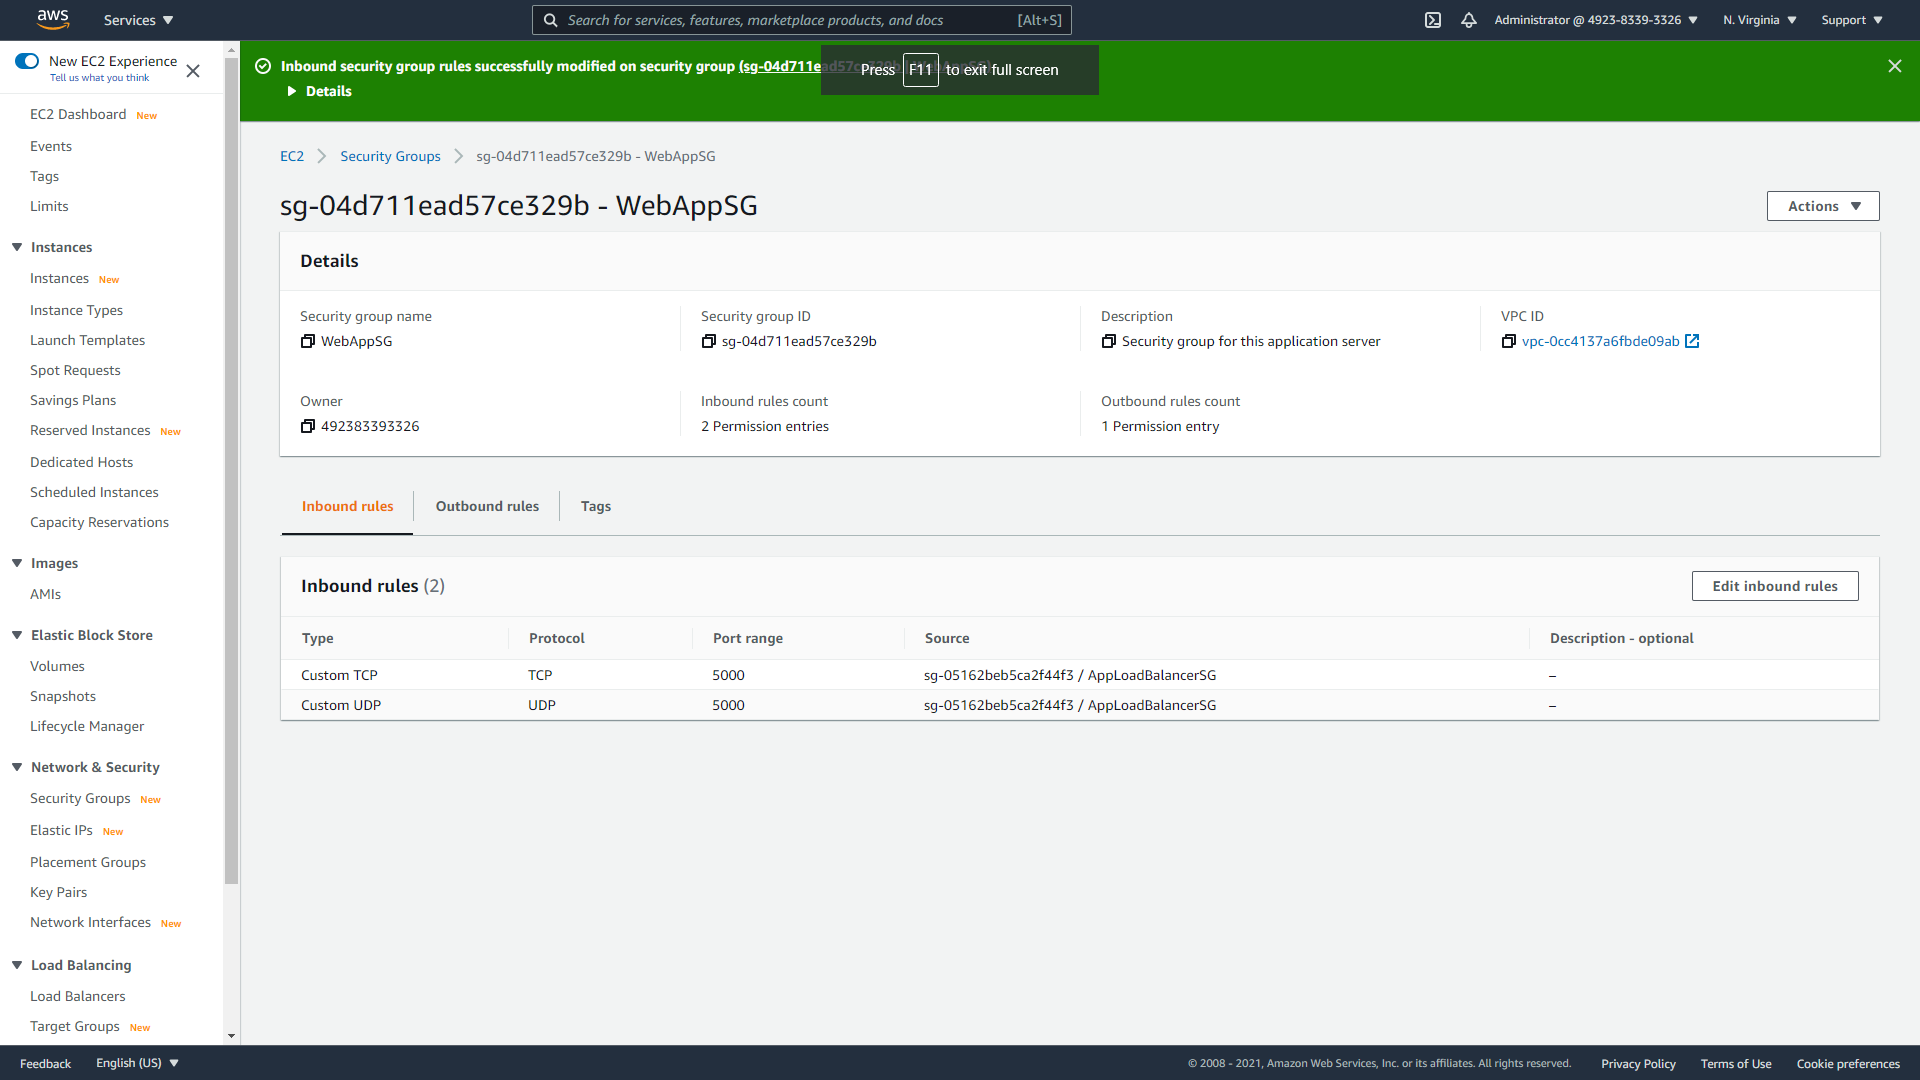 aws Services Search for services, features, marketplace products, and docs [Alt+S] Administrator @ 4923-8339-3326 N. Virginia Support
New EC2 Experience
Tell us what you think
EC2 Dashboard New
Events
Tags
Limits
Instances
Instances New
Instance Types
Launch Templates
Spot Requests
Savings Plans
Reserved Instances New
Dedicated Hosts
Scheduled Instances
Capacity Reservations
Images
AMIs
Elastic Block Store
Volumes
Snapshots
Lifecycle Manager
Network & Security
Security Groups New
Elastic IPs New
Placement Groups
Key Pairs
Network Interfaces New
Load Balancing
Load Balancers
Target Groups New
Inbound security group rules successfully modified on security group (sg-04d711ead57ce329b
Press F11 to exit full screen
Details
EC2 Security Groups sg-04d711ead57ce329b - WebAppSG
sg-04d711ead57ce329b - WebAppSG
Actions
Details
Security group name Security group ID Description VPC ID
WebAppSG sg-04d711ead57ce329b Security group for this application server vpc-0cc4137a6fbde09ab
Owner Inbound rules count Outbound rules count
492383393326 2 Permission entries 1 Permission entry
Inbound rules Outbound rules Tags
Inbound rules (2) Edit inbound rules
Type Protocol Port range Source Description - optional
Custom TCP TCP 5000 sg-05162beb5ca2f44f3 / AppLoadBalancerSG –
Custom UDP UDP 5000 sg-05162beb5ca2f44f3 / AppLoadBalancerSG –
Feedback English (US) © 2008 - 2021, Amazon Web Services, Inc. or its affiliates. All rights reserved. Privacy Policy Terms of Use Cookie preferences